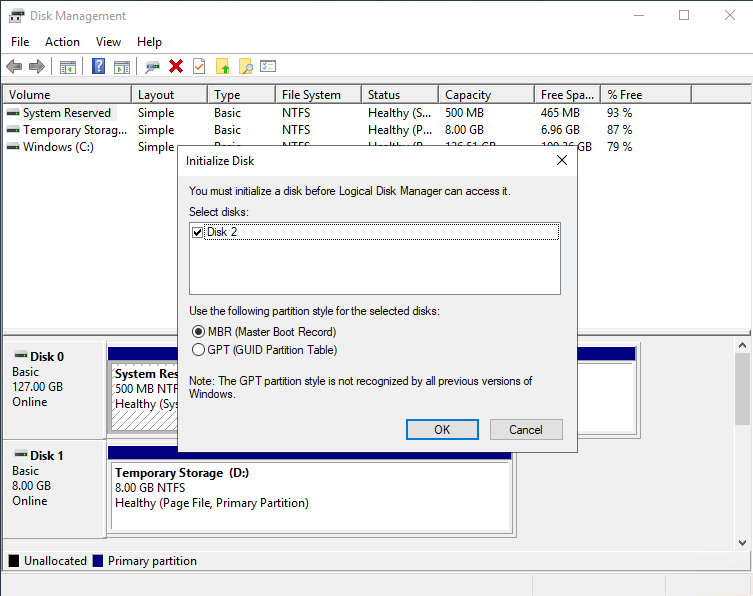 Disk Management
File Action View Help
Volume Layout Type File System Status Capacity Free Spa... % Free
System Reserved Simple Basic NTFS Healthy (S... 500 MB 465 MB 93 %
Temporary Storag... Simple Basic NTFS Healthy (P... 8.00 GB 6.96 GB 87 %
Windows (C:) Simple GB 79 %
Initialize Disk
You must initialize a disk before Logical Disk Manager can access it.
Select disks:
Disk 2
Use the following partition style for the selected disks:
MBR (Master Boot Record)
GPT (GUID Partition Table)
Note: The GPT partition style is not recognized by all previous versions of
Windows.
OK Cancel
Disk 0
Basic
127.00 GB
Online
System Res
500 MB NTF
Healthy (Sys
Disk 1
Basic
8.00 GB
Online
Temporary Storage (D:)
8.00 GB NTFS
Healthy (Page File, Primary Partition)
Unallocated Primary partition